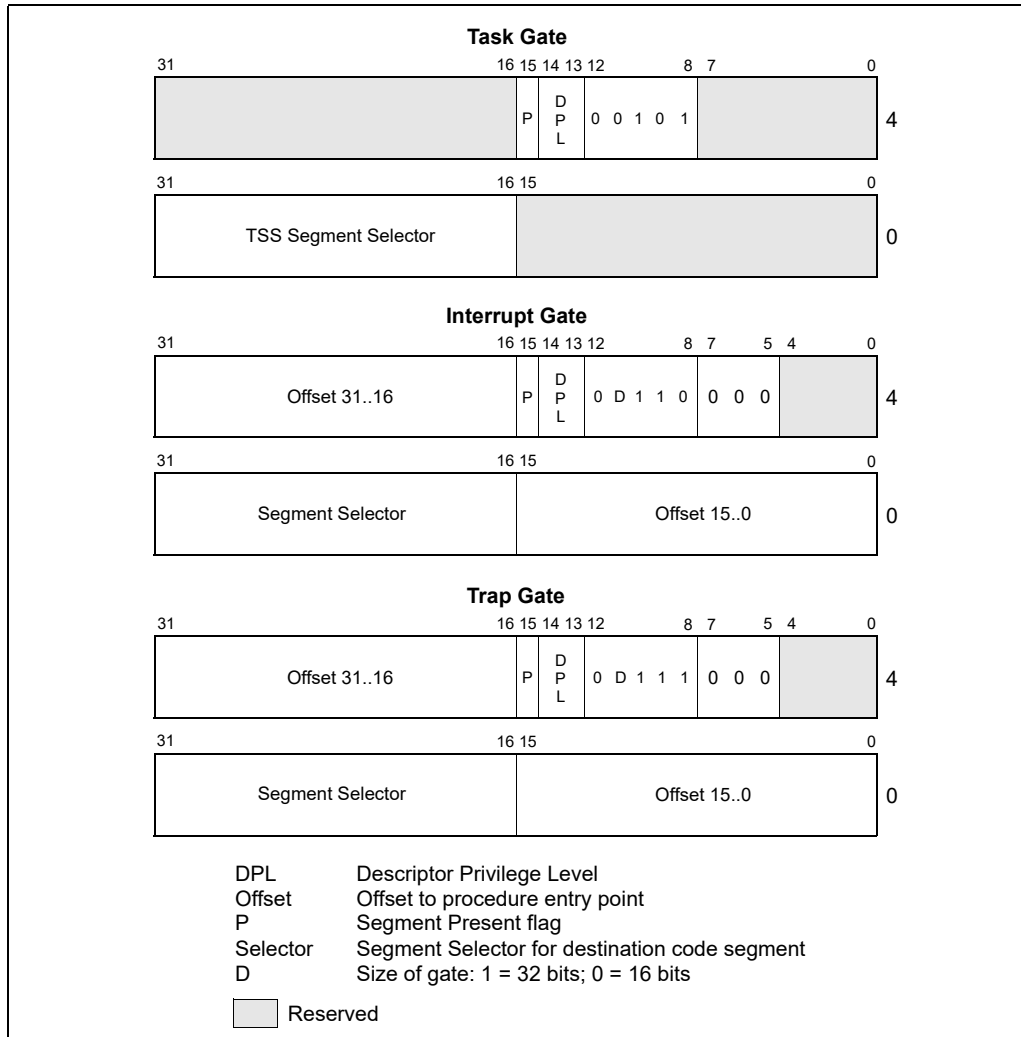 Task Gate
31 16 15 14 13 12 8 7 0
P D P L 0 0 1 0 1 4
31 16 15 0
TSS Segment Selector 0
Interrupt Gate
31 16 15 14 13 12 8 7 5 4 0
Offset 31..16 P D P L 0 D 1 1 0 0 0 0 4
31 16 15 0
Segment Selector Offset 15..0 0
Trap Gate
31 16 15 14 13 12 8 7 5 4 0
Offset 31..16 P D P L 0 D 1 1 1 0 0 0 4
31 16 15 0
Segment Selector Offset 15..0 0
DPL Descriptor Privilege Level
Offset Offset to procedure entry point
P Segment Present flag
Selector Segment Selector for destination code segment
D Size of gate: 1 = 32 bits; 0 = 16 bits
Reserved